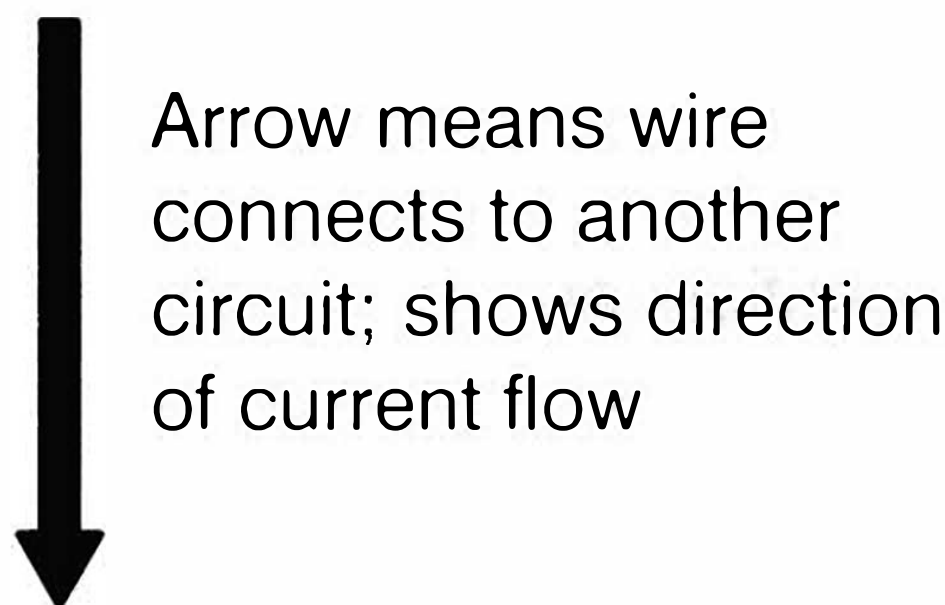 Arrow means wire
connects to another
circuit; shows direction
of current flow